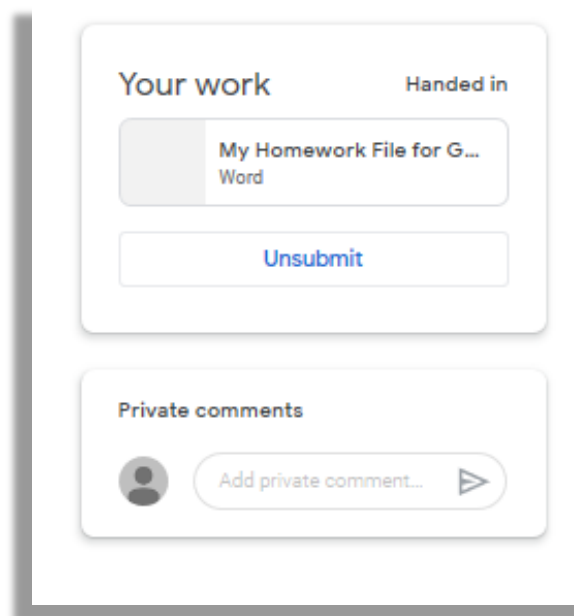 Your work
Handed in
My Homework File for G...
Word
Unsubmit
Private comments
Add private comment...